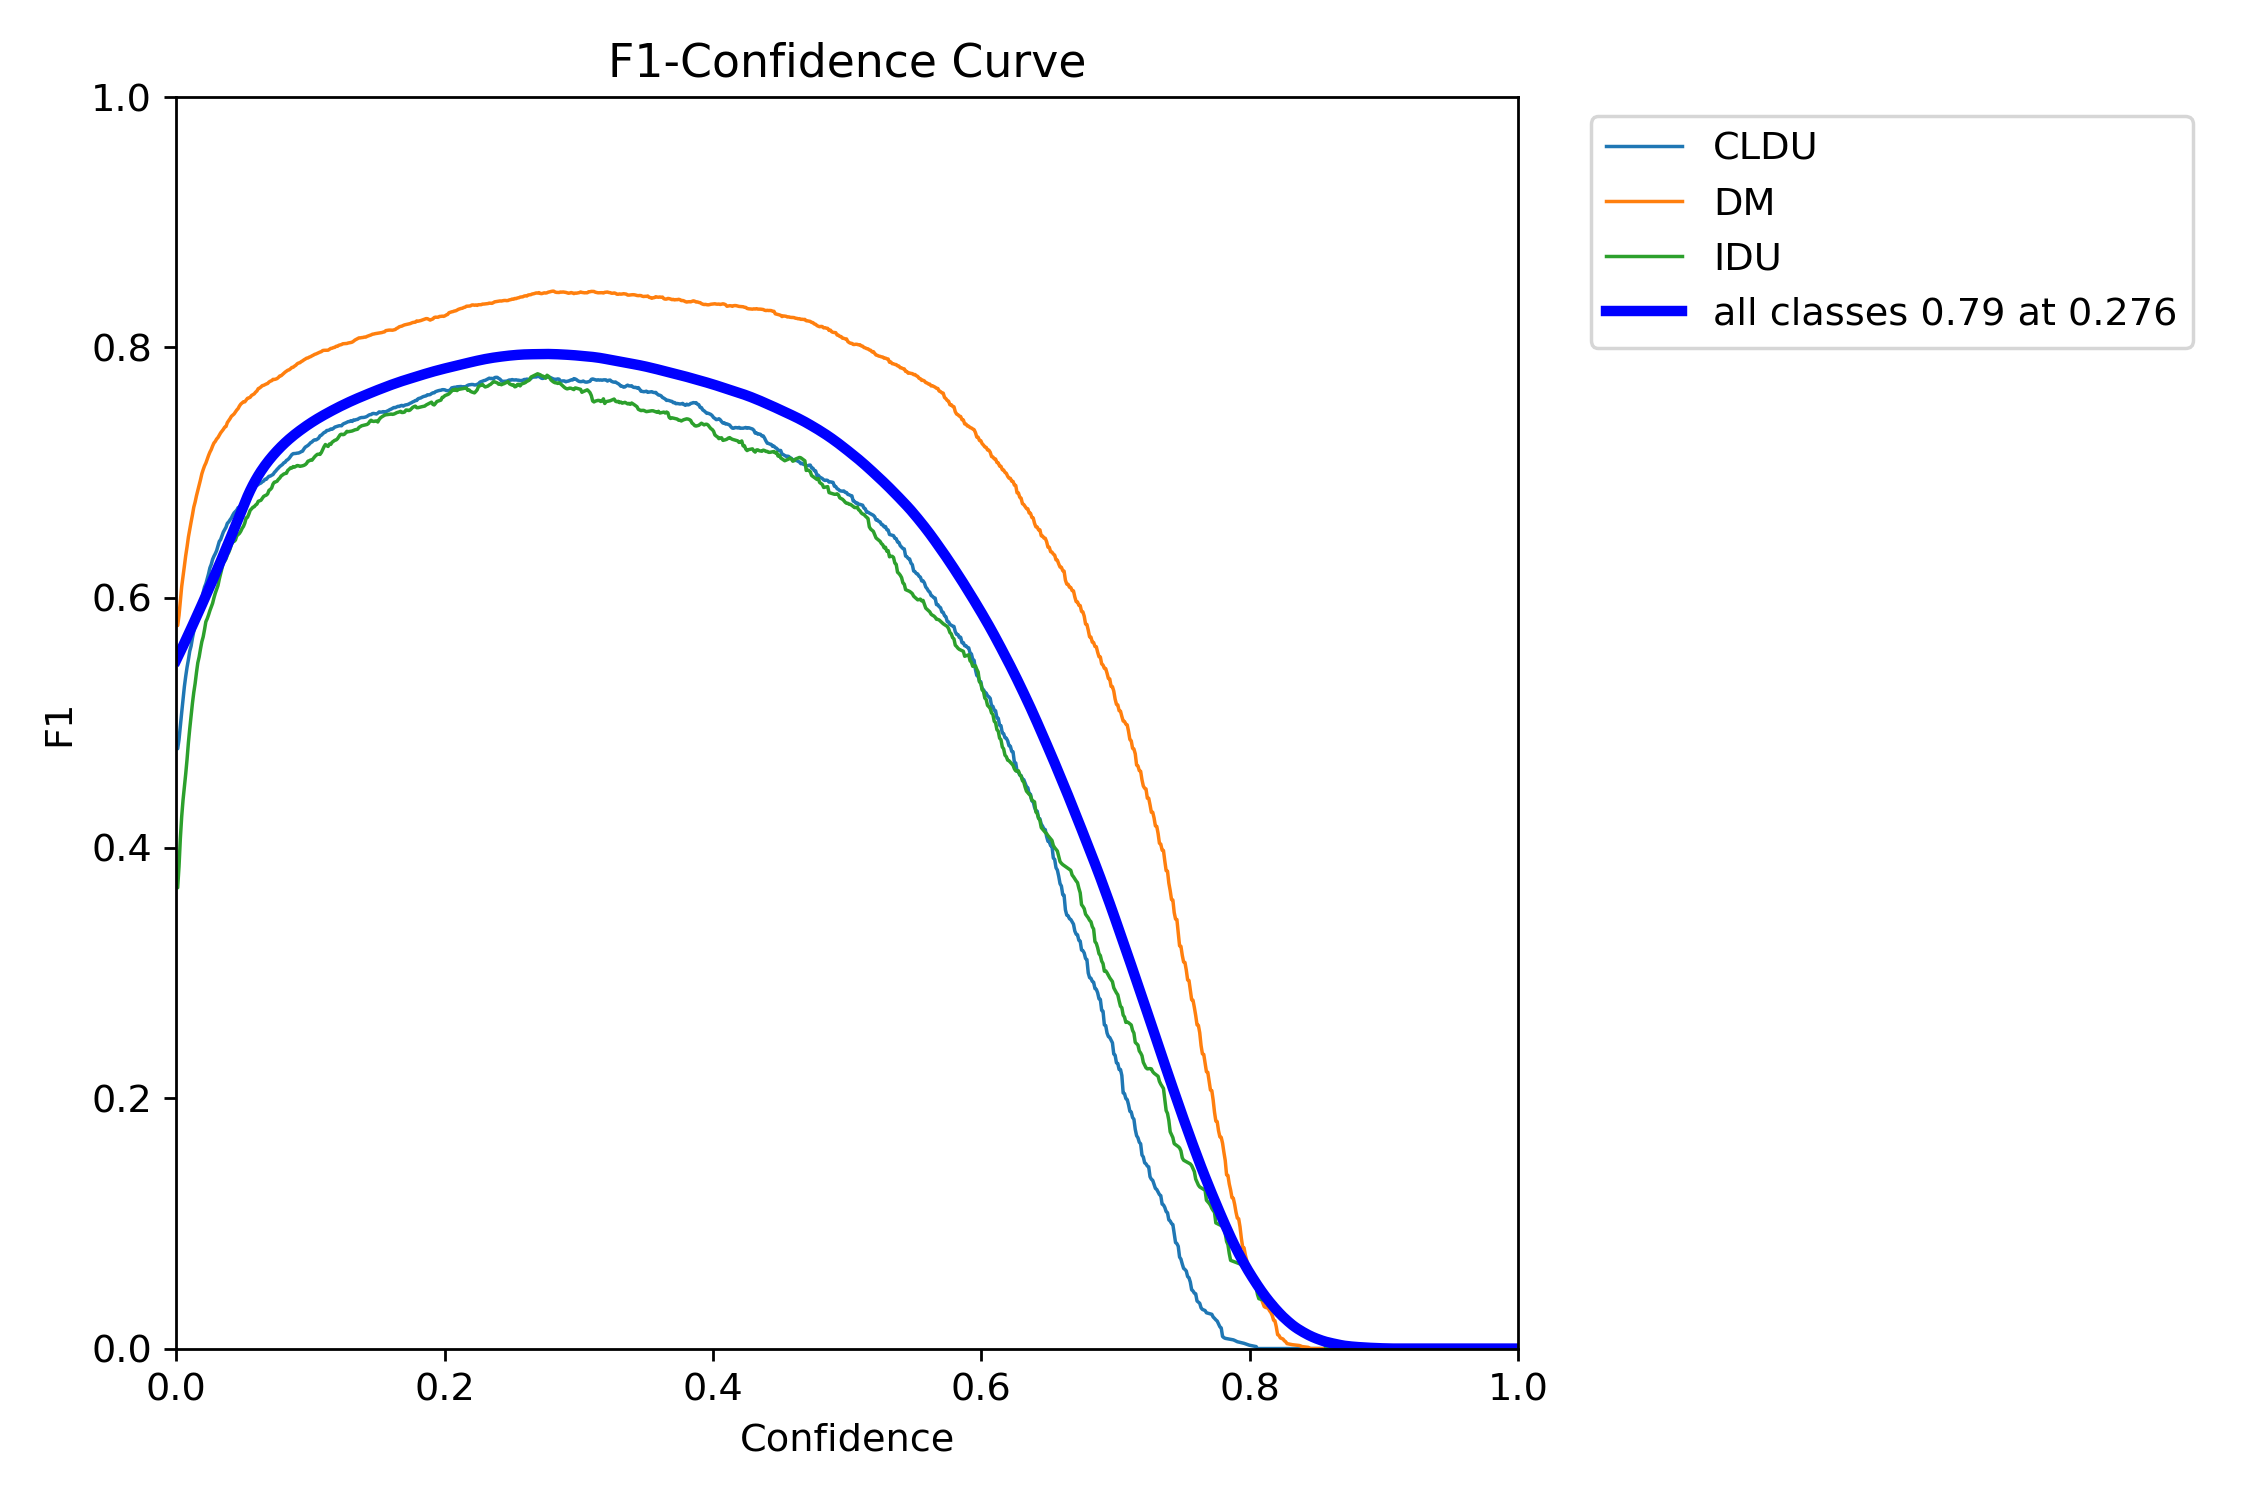 F1-Confidence Curve
1.0
0.8
0.6
0.4
0.2
0.0
F1
0.0 0.2 0.4 0.6 0.8 1.0
Confidence
CLDU
DM
IDU
all classes 0.79 at 0.276